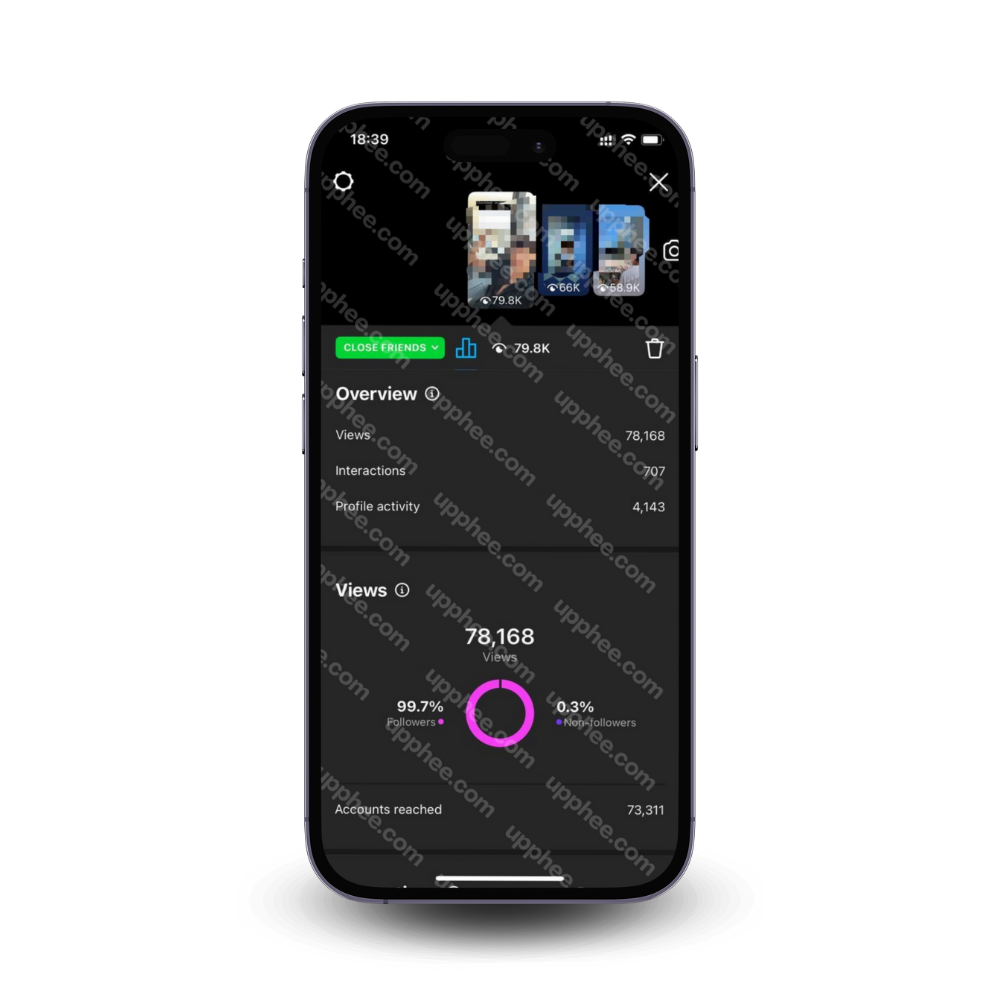 18:39
79.8K
66K
58.9K
CLOSE FRIENDS
79.8K
Overview
Views
78,168
Interactions
707
Profile activity
4,143
Views
78,168
Views
99.7%
Followers
0.3%
Non-followers
Accounts reached
73,311
upphee.com